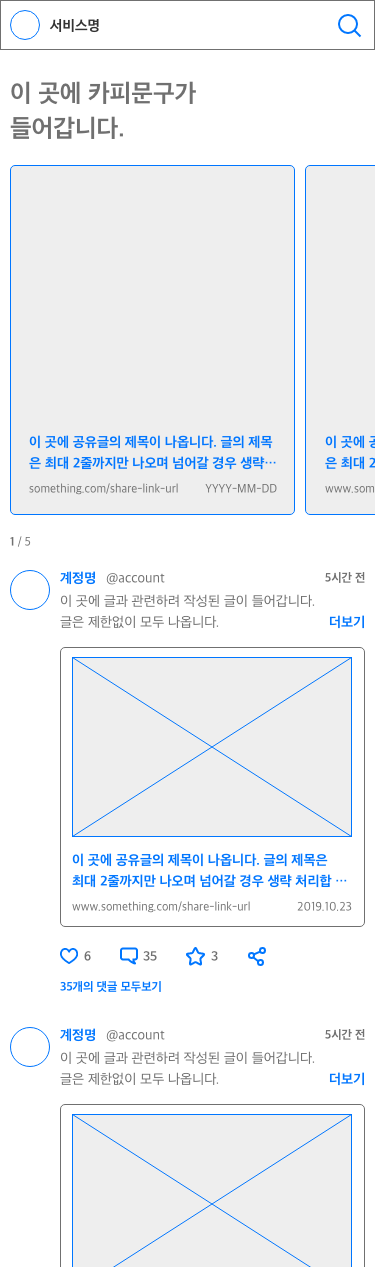 서비스명
이 곳에 카피문구가
들어갑니다.
이 곳에 공유글의 제목이 나옵니다. 글의 제목
은 최대 2줄까지만 나오며 넘어갈 경우 생략…
something.com/share-link-url YYYY-MM-DD
이 곳에
은 최대 2
www.som
1 / 5
계정명 @account 5시간 전
이 곳에 글과 관련하려 작성된 글이 들어갑니다.
글은 제한없이 모두 나옵니다. 더보기
이 곳에 공유글의 제목이 나옵니다. 글의 제목은
최대 2줄까지만 나오며 넘어갈 경우 생략 처리합 …
www.something.com/share-link-url 2019.10.23
6 35 3
35개의 댓글 모두보기
계정명 @account 5시간 전
이 곳에 글과 관련하려 작성된 글이 들어갑니다.
글은 제한없이 모두 나옵니다. 더보기